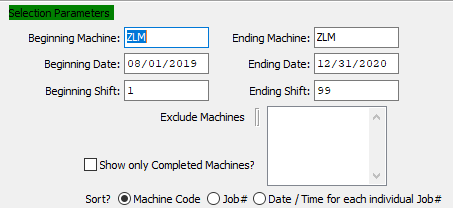 Selection Parameters
Beginning Machine: ZLM Ending Machine: ZLM
Beginning Date: 08/01/2019 Ending Date: 12/31/2020
Beginning Shift: 1 Ending Shift: 99
Exclude Machines
Show only Completed Machines?
Sort? Machine Code Job# Date / Time for each individual Job#